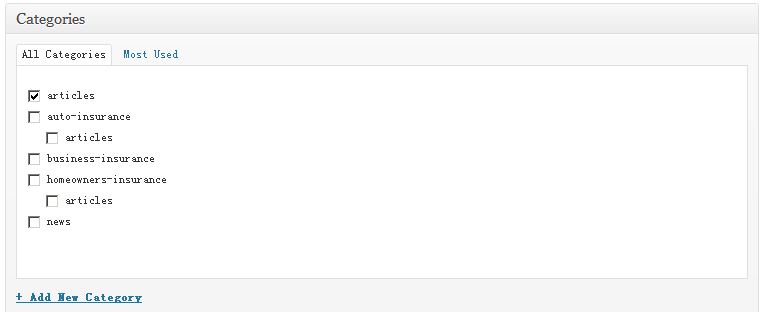 Categories
All Categories Most Used
articles
auto-insurance
articles
business-insurance
homeowners-insurance
articles
news
+ Add New Category